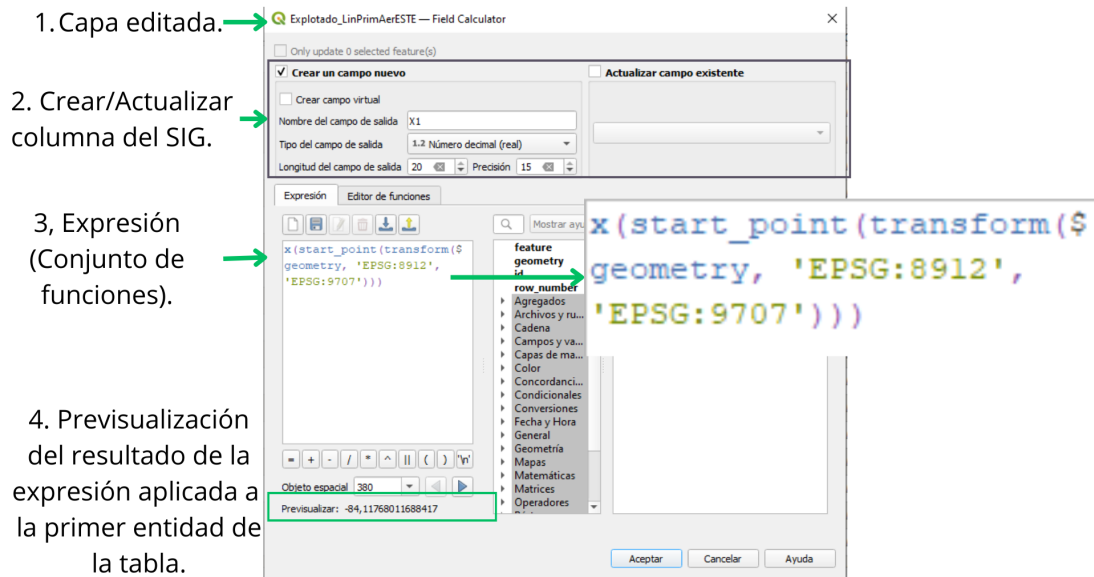 1. Capa editada.
Explotado_LinPrimAerESTE — Field Calculator
Only update 0 selected feature(s)
Crear un campo nuevo
Actualizar campo existente
2. Crear/Actualizar
columna del SIG.
Crear campo virtual
Nombre del campo de salida X1
Tipo del campo de salida 1.2 Número decimal (real)
Longitud del campo de salida 20 Precisión 15
Expresión Editor de funciones
3, Expresión
(Conjunto de
funciones).
x(start_point(transform($
geometry, 'EPSG:8912',
'EPSG:9707')))
Mostrar ayu
feature
geometry
id
row_number
Agregados
Archivos y ru...
Cadena
Campos y va...
Capas de ma...
Color
Concordanci...
Condicionales
Conversiones
Fecha y Hora
General
Geometría
Mapas
Matemáticas
Matrices
Operadores
x(start_point(transform($
geometry, 'EPSG:8912',
'EPSG:9707')))
4. Previsualización
del resultado de la
expresión aplicada a
la primer entidad de
la tabla.
= + - / * ^ || ( ) '\n'
Objeto espacial 380
Previsualizar: -84,11768011688417
Aceptar Cancelar Ayuda